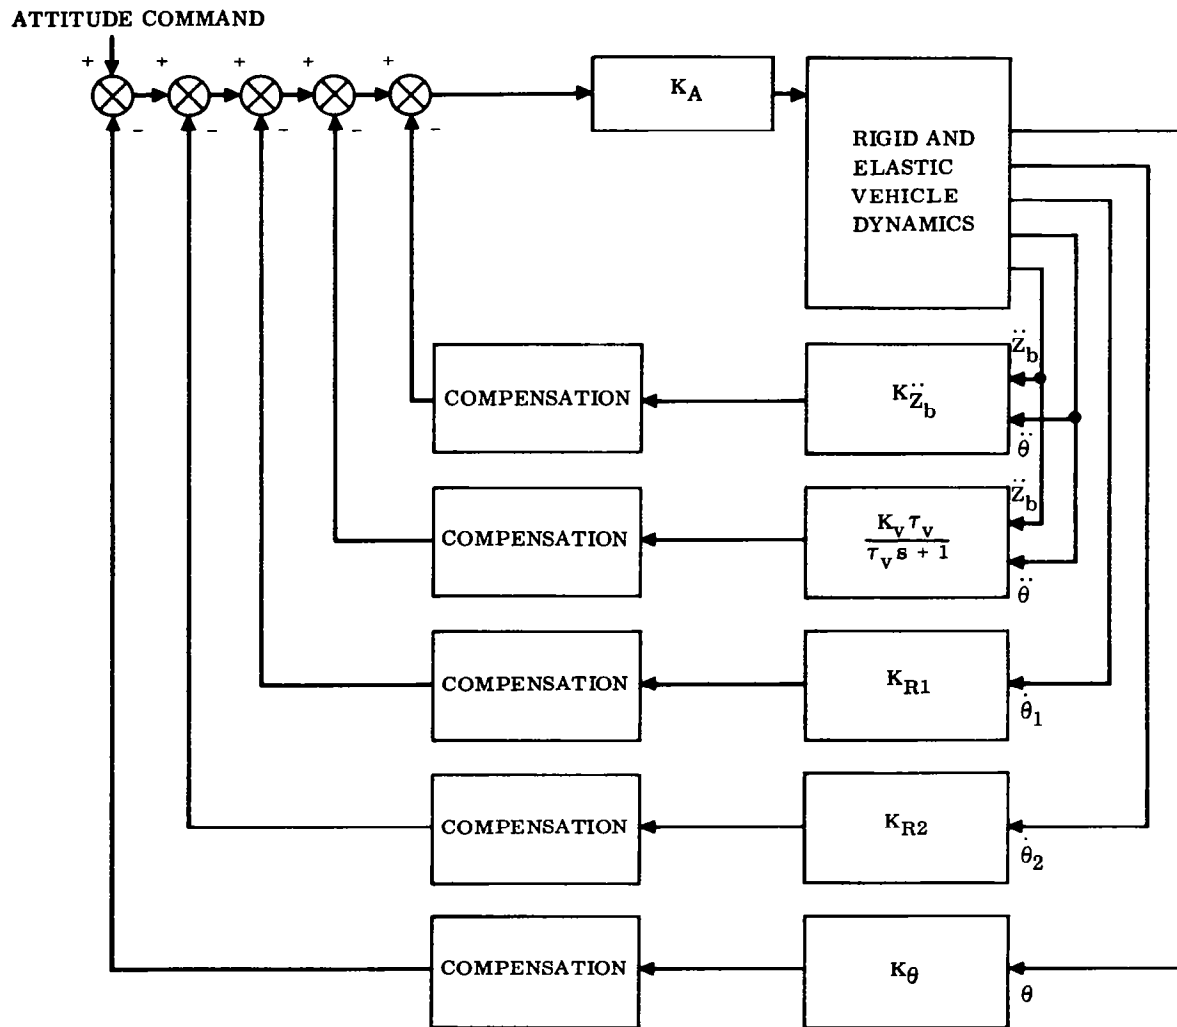 ATTITUDE COMMAND
+ + + + +
- - - - -
K_A
RIGID AND
ELASTIC
VEHICLE
DYNAMICS
COMPENSATION
K_Z̈_b
Z̈_b
θ̈
COMPENSATION
K_v τ_v
τ_v s + 1
Z̈_b
θ̈
COMPENSATION
K_R1
θ̇_1
COMPENSATION
K_R2
θ̇_2
COMPENSATION
K_θ
θ